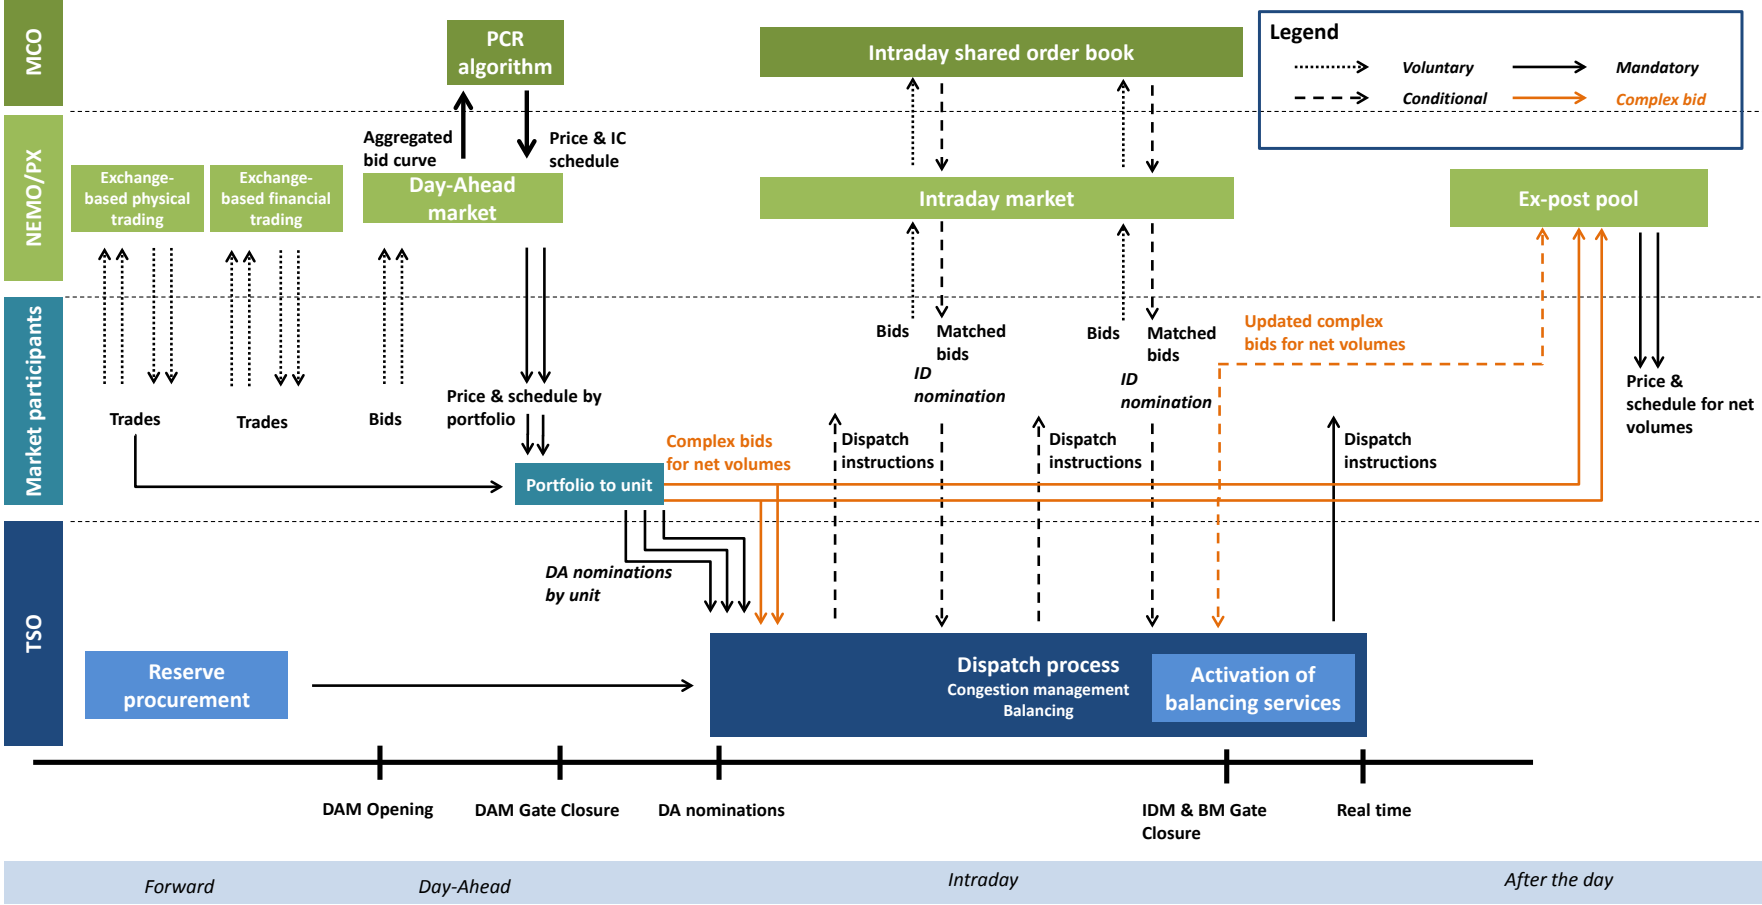 MCO
NEMO/PX
Market participants
TSO
PCR
algorithm
Intraday shared order book
Legend
Voluntary
Mandatory
Conditional
Complex bid
Aggregated
bid curve
Price & IC
schedule
Exchange-
based physical
trading
Exchange-
based financial
trading
Day-Ahead
market
Intraday market
Ex-post pool
Bids
Matched
bids
ID
nomination
Bids
Matched
bids
ID
nomination
Updated complex
bids for net volumes
Trades
Trades
Bids
Price & schedule by
portfolio
Price &
schedule for net
volumes
Complex bids
for net volumes
Dispatch
instructions
Dispatch
instructions
Dispatch
instructions
Portfolio to unit
DA nominations
by unit
Reserve
procurement
Dispatch process
Congestion management
Balancing
Activation of
balancing services
DAM Opening
DAM Gate Closure
DA nominations
IDM & BM Gate
Closure
Real time
Forward
Day-Ahead
Intraday
After the day